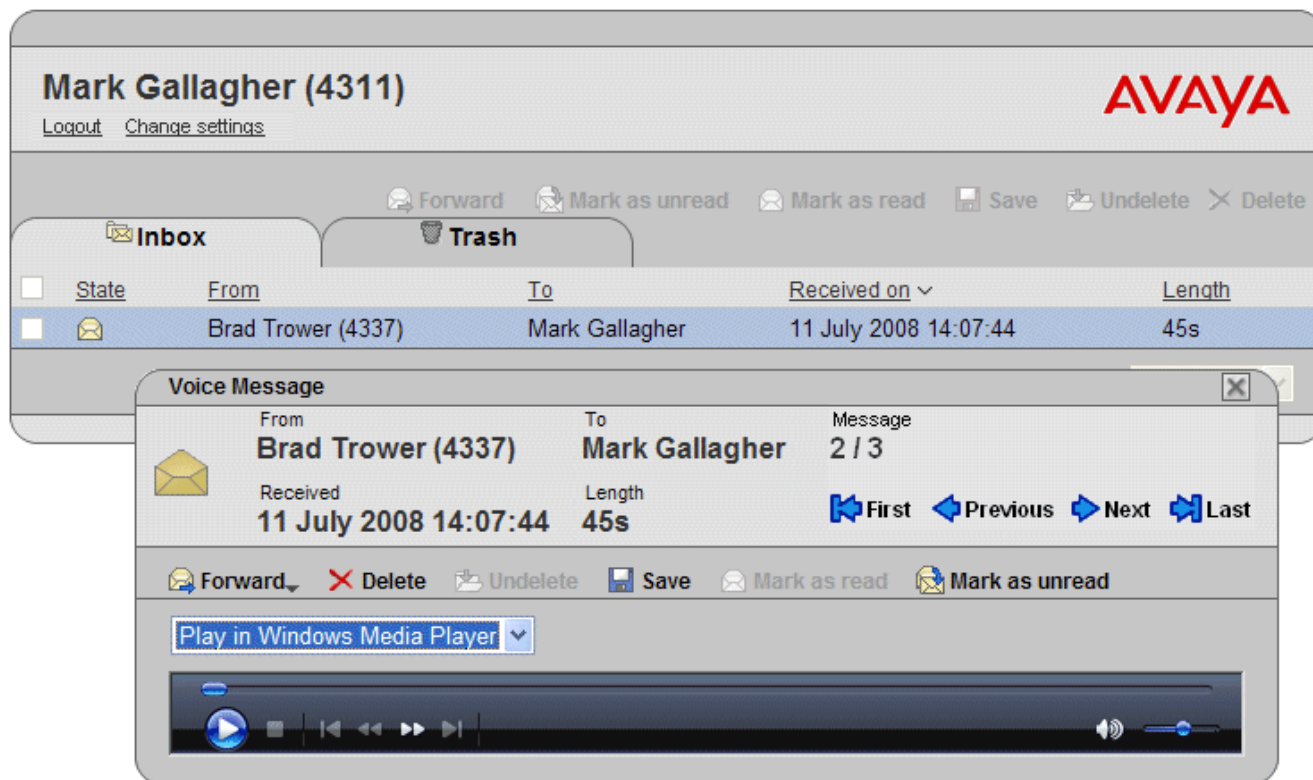 Mark Gallagher (4311)
AVAYA
Logout Change settings
Forward Mark as unread Mark as read Save Undelete Delete
Inbox Trash
State From To Received on Length
Brad Trower (4337) Mark Gallagher 11 July 2008 14:07:44 45s
Voice Message
From To Message
Brad Trower (4337) Mark Gallagher 2 / 3
Received Length
11 July 2008 14:07:44 45s
First Previous Next Last
Forward Delete Undelete Save Mark as read Mark as unread
Play in Windows Media Player